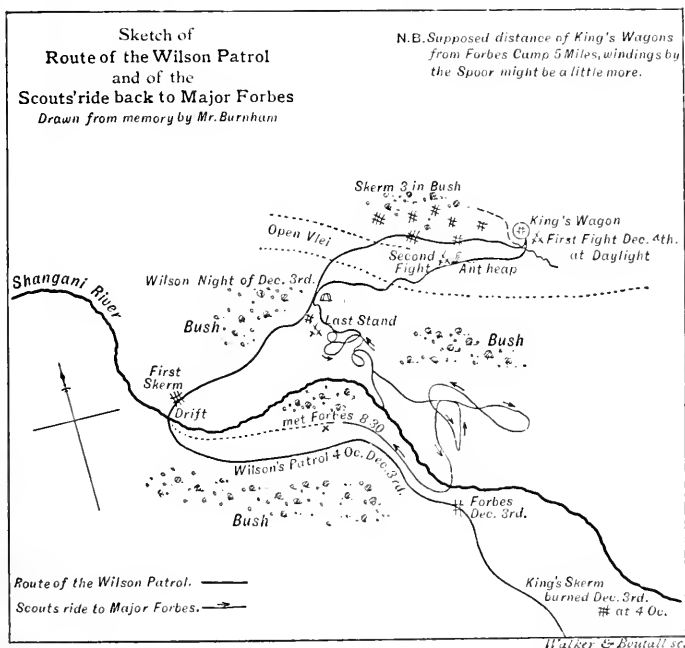 Sketch of
Route of the Wilson Patrol
and of the
Scouts' ride back to Major Forbes
Drawn from memory by Mr. Burnham
N.B. Supposed distance of King's Wagons
from Forbes Camp 5 Miles, windings by
the Spoor might be a little more.
Skerm 3 in Bush
King's Wagon
First Fight Dec. 4th.
at Daylight
Open Vlei
Second
Fight
Ant heap
Wilson Night of Dec. 3rd.
Shangani River
Bush
Last Stand
Bush
First
Skerm
Drift
met Forbes 8·30
Wilson's Patrol 4 Oc. Dec. 3rd.
Bush
Forbes
Dec. 3rd.
Route of the Wilson Patrol.
Scouts ride to Major Forbes.
King's Skerm
burned Dec. 3rd.
at 4 Oc.
Walker & Boutall sc.